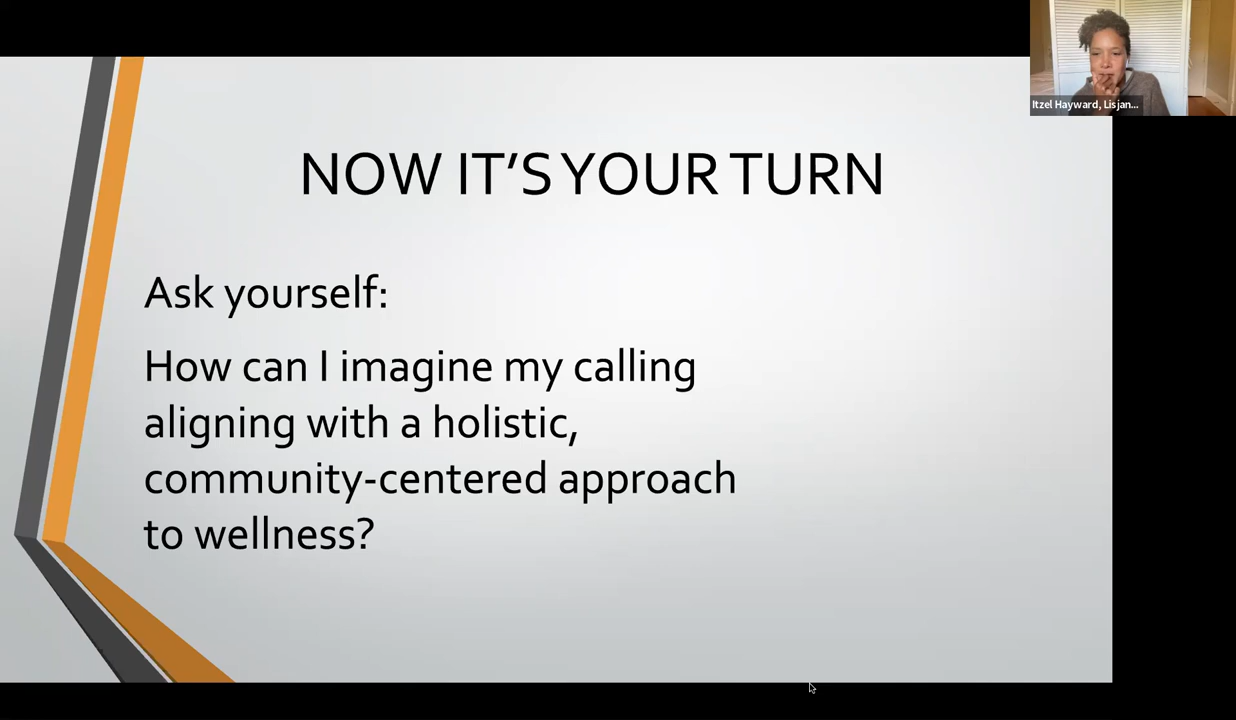 Itzel Hayward, Lisjan...
NOW IT'S YOUR TURN
Ask yourself:
How can I imagine my calling
aligning with a holistic,
community-centered approach
to wellness?